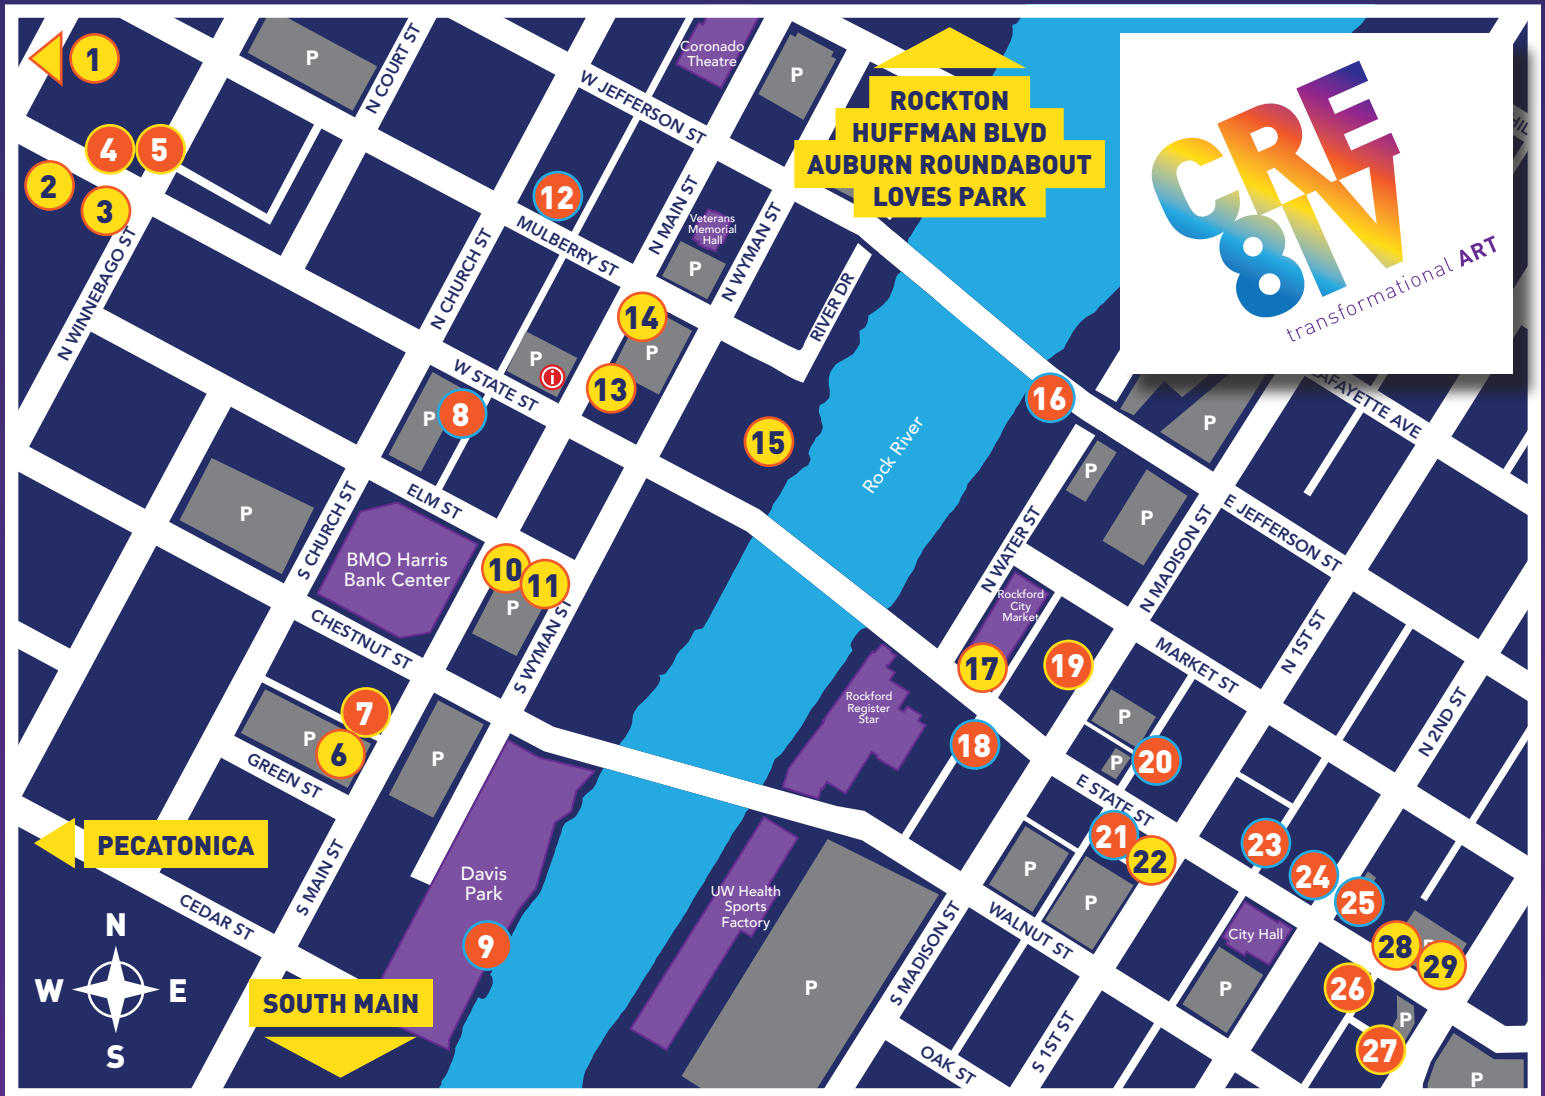 1
4
5
2
3
P
N COURT ST
W JEFFERSON ST
Coronado
Theatre
P
ROCKTON
HUFFMAN BLVD
AUBURN ROUNDABOUT
LOVES PARK
CRE
8IV
transformational ART
12
MULBERRY ST
N MAIN ST
Veterans
Memorial
Hall
P
N WYMAN ST
RIVER DR
N WINNEBAGO ST
N CHURCH ST
14
P
13
P
i
W STATE ST
P
8
15
Rock River
16
P
LAFAYETTE AVE
P
P
E JEFFERSON ST
N WATER ST
N MADISON ST
P
S CHURCH ST
ELM ST
BMO Harris
Bank Center
10
11
P
S WYMAN ST
CHESTNUT ST
Rockford
City
Market
17
19
MARKET ST
N 1ST ST
N 2ND ST
7
P
6
GREEN ST
P
Rockford
Register
Star
18
P
P
20
E STATE ST
21
22
23
24
25
28
29
26
P
27
P
PECATONICA
CEDAR ST
S MAIN ST
Davis
Park
9
UW Health
Sports
Factory
P
P
P
WALNUT ST
S MADISON ST
City Hall
P
S 1ST ST
OAK ST
N
W
E
S
SOUTH MAIN